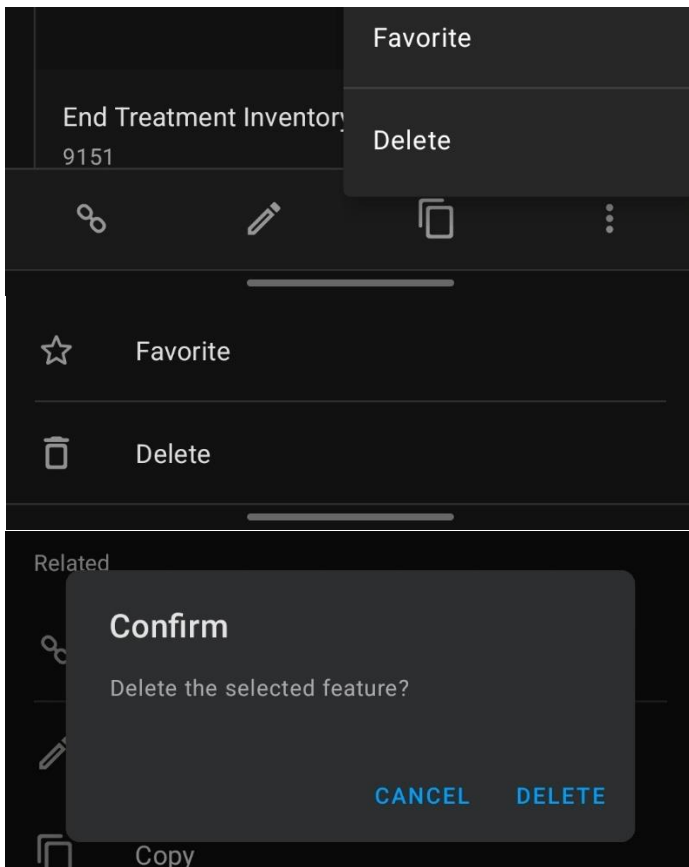 Favorite
End Treatment Inventory
9151
Delete
Favorite
Delete
Related
Confirm
Delete the selected feature?
CANCEL DELETE
Copy